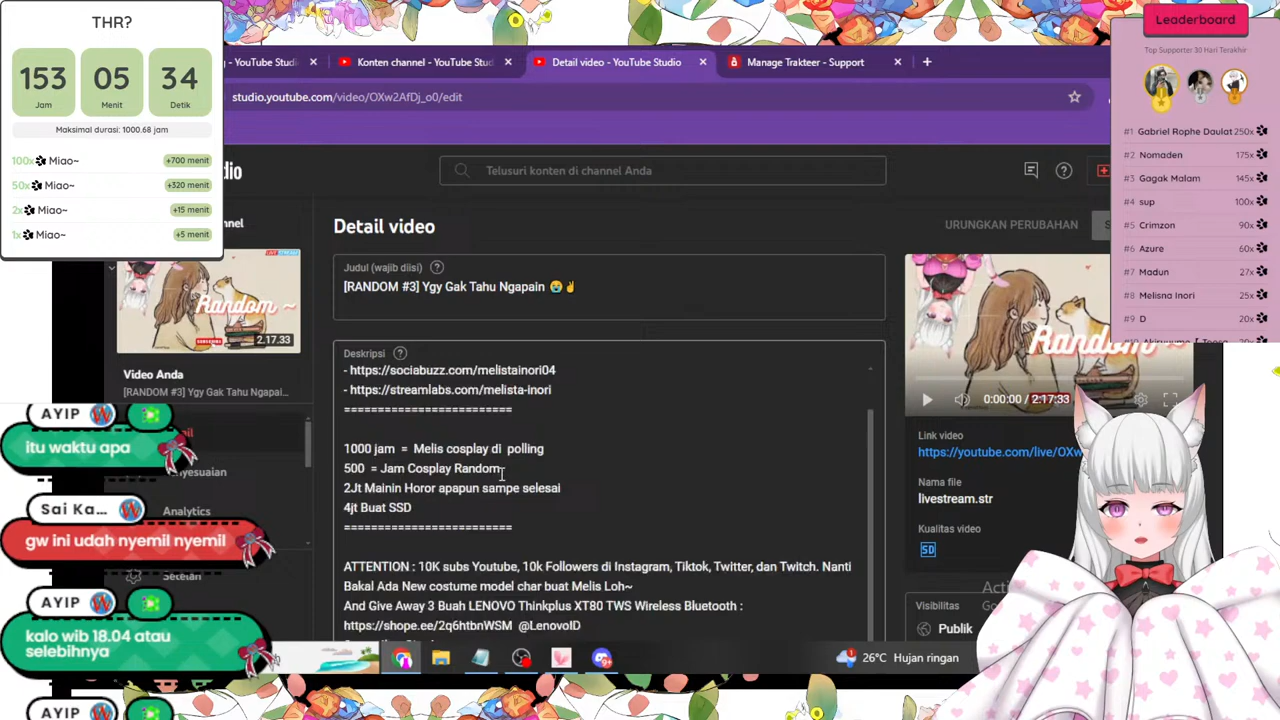 THR?
153
05
34
Jam
Menit
Detik
Maksimal durasi: 1000.68 jam
100x Miao~ +700 menit
50x Miao~ +320 menit
2x Miao~ +15 menit
1x Miao~ +5 menit
g - YouTube Studio
Konten channel - YouTube Stud
Detail video - YouTube Studio
Manage Trakteer - Support
studio.youtube.com/video/OXw2AfDj_o0/edit
Leaderboard
Top Supporter 30 Hari Terakhir
#1 Gabriel Rophe Daulat 250x
#2 Nomaden 175x
#3 Gagak Malam 145x
#4 sup 100x
#5 Crimzon 90x
#6 Azure 60x
#7 Madun 27x
#8 Melisna Inori 25x
#9 D 20x
dio
Telusuri konten di channel Anda
nnel
Random ~
2.17.33
Video Anda
[RANDOM #3] Ygy Gak Tahu Ngapai...
Detail video
URUNGKAN PERUBAHAN
Judul (wajib diisi)
[RANDOM #3] Ygy Gak Tahu Ngapain 😭✌
Deskripsi
- https://sociabuzz.com/melistainori04
- https://streamlabs.com/melista-inori
=========================
1000 jam = Melis cosplay di polling
500 = Jam Cosplay Random
2Jt Mainin Horor apapun sampe selesai
4jt Buat SSD
=========================
ATTENTION : 10K subs Youtube, 10k Followers di Instagram, Tiktok, Twitter, dan Twitch. Nanti
Bakal Ada New costume model char buat Melis Loh~
And Give Away 3 Buah LENOVO Thinkplus XT80 TWS Wireless Bluetooth :
https://shope.ee/2q6htbnWSM @LenovoID
Random
0:00:00 / 2:17:33
Link video
https://youtube.com/live/OXw
Nama file
livestream.str
Kualitas video
SD
Visibilitas
Publik
Acti
il
nyesuaian
Analytics
AYIP
itu waktu apa
Sai Ka...
gw ini udah nyemil nyemil
AYIP
kalo wib 18.04 atau
selebihnya
AYIP
26°C Hujan ringan